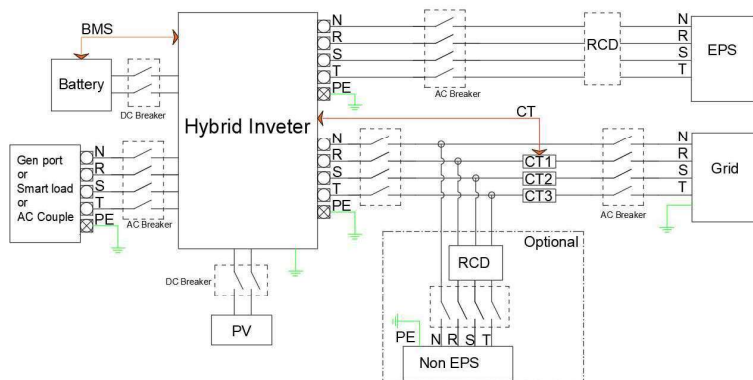 BMS
Battery
DC Breaker
Hybrid Inveter
N
R
S
T
PE
AC Breaker
RCD
N
R
S
T
EPS
Gen port
or
Smart load
or
AC Couple
N
R
S
T
PE
AC Breaker
CT
N
R
S
T
PE
CT1
CT2
CT3
AC Breaker
N
R
S
T
Grid
DC Breaker
PV
Optional
RCD
PE
N R S T
Non EPS